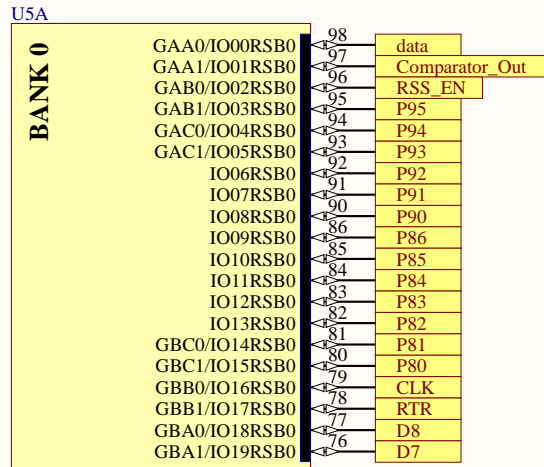 U5A
BANK 0
GAA0/IO00RSB0 98 data
GAA1/IO01RSB0 97 Comparator_Out
GAB0/IO02RSB0 96 RSS_EN
GAB1/IO03RSB0 95 P95
GAC0/IO04RSB0 94 P94
GAC1/IO05RSB0 93 P93
IO06RSB0 92 P92
IO07RSB0 91 P91
IO08RSB0 90 P90
IO09RSB0 86 P86
IO10RSB0 85 P85
IO11RSB0 84 P84
IO12RSB0 83 P83
IO13RSB0 82 P82
GBC0/IO14RSB0 81 P81
GBC1/IO15RSB0 80 P80
GBB0/IO16RSB0 79 CLK
GBB1/IO17RSB0 78 RTR
GBA0/IO18RSB0 77 D8
GBA1/IO19RSB0 76 D7